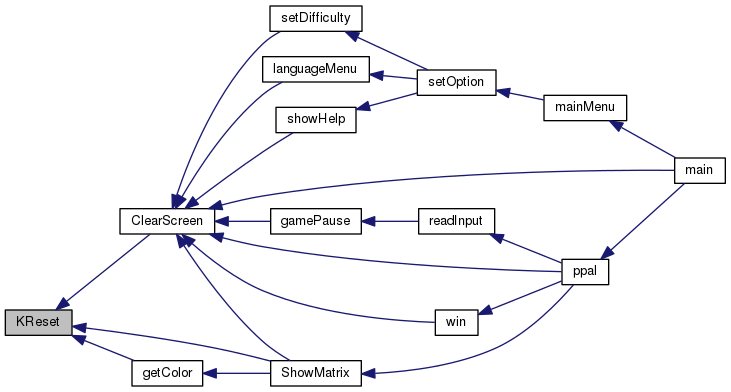 setDifficulty
languageMenu
setOption
mainMenu
showHelp
main
ClearScreen
gamePause
readInput
ppal
KReset
win
getColor
ShowMatrix